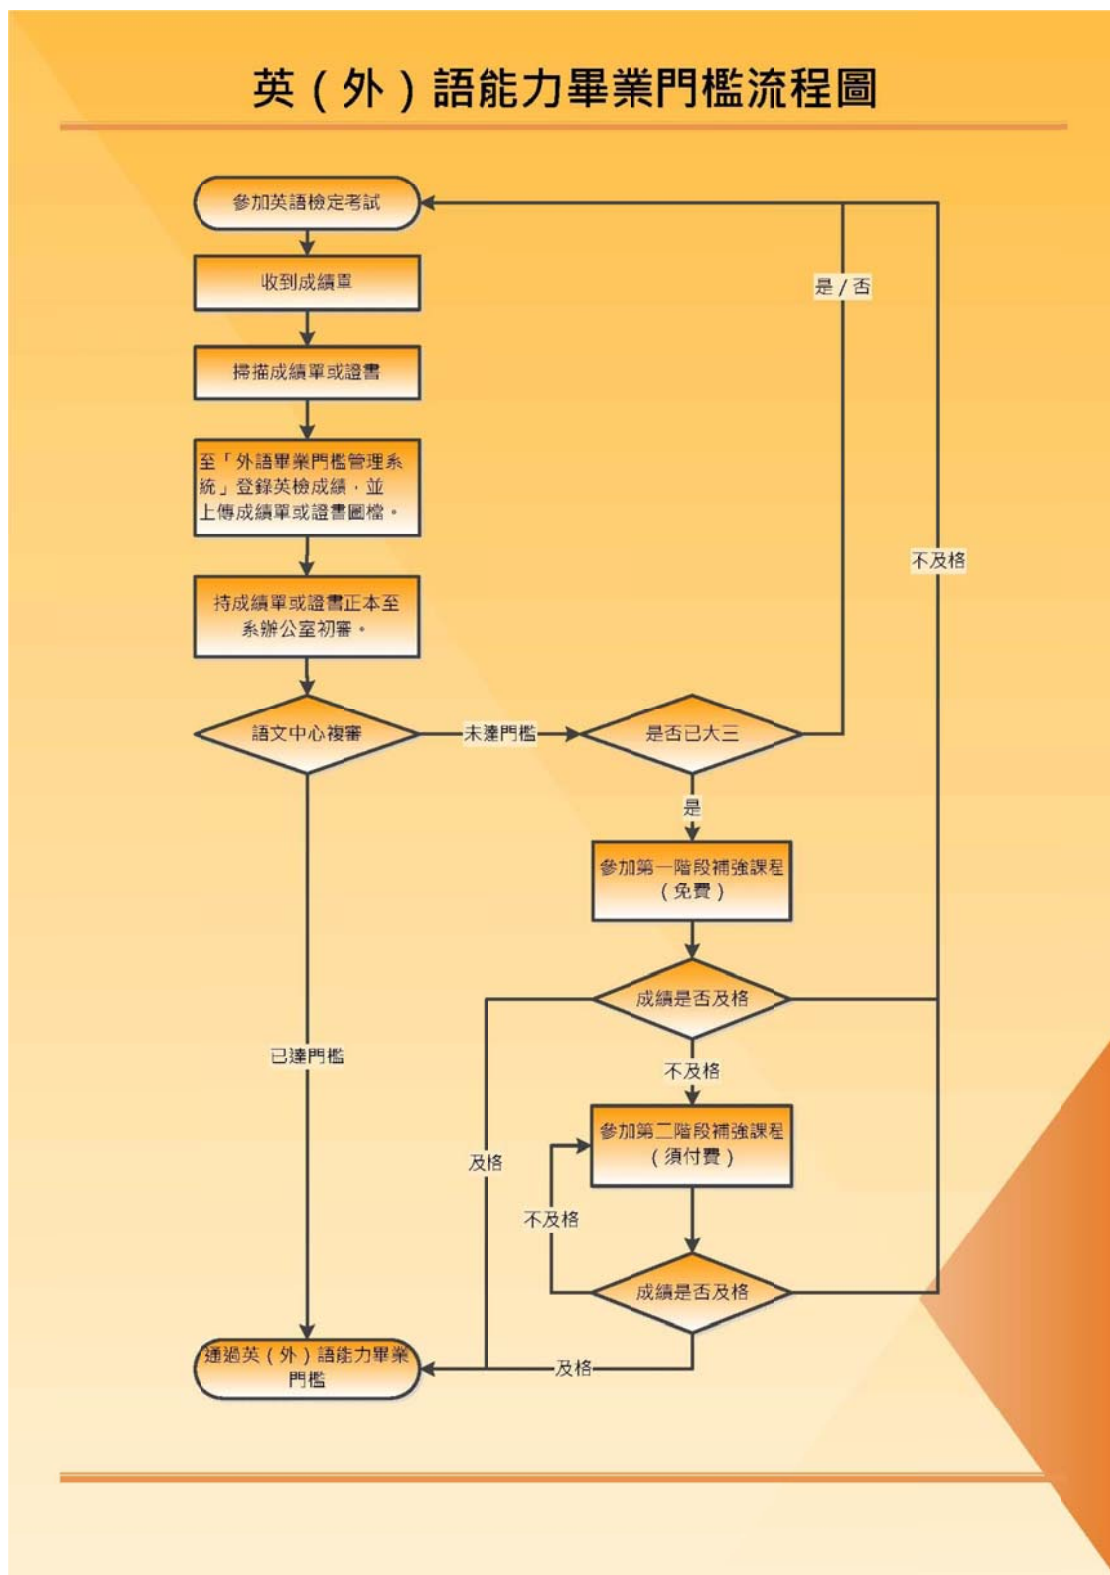 英（外）語能力畢業門檻流程圖
參加英語檢定考試
收到成績單
是／否
掃描成績單或證書
至「外語畢業門檻管理系
統」登錄英檢成績，並
上傳成績單或證書圖檔。
不及格
持成績單或證書正本至
系辦公室初審。
語文中心複審
未達門檻
是否已大三
是
參加第一階段補強課程
（免費）
成績是否及格
已達門檻
不及格
參加第二階段補強課程
（須付費）
及格
不及格
成績是否及格
通過英（外）語能力畢業
門檻
及格